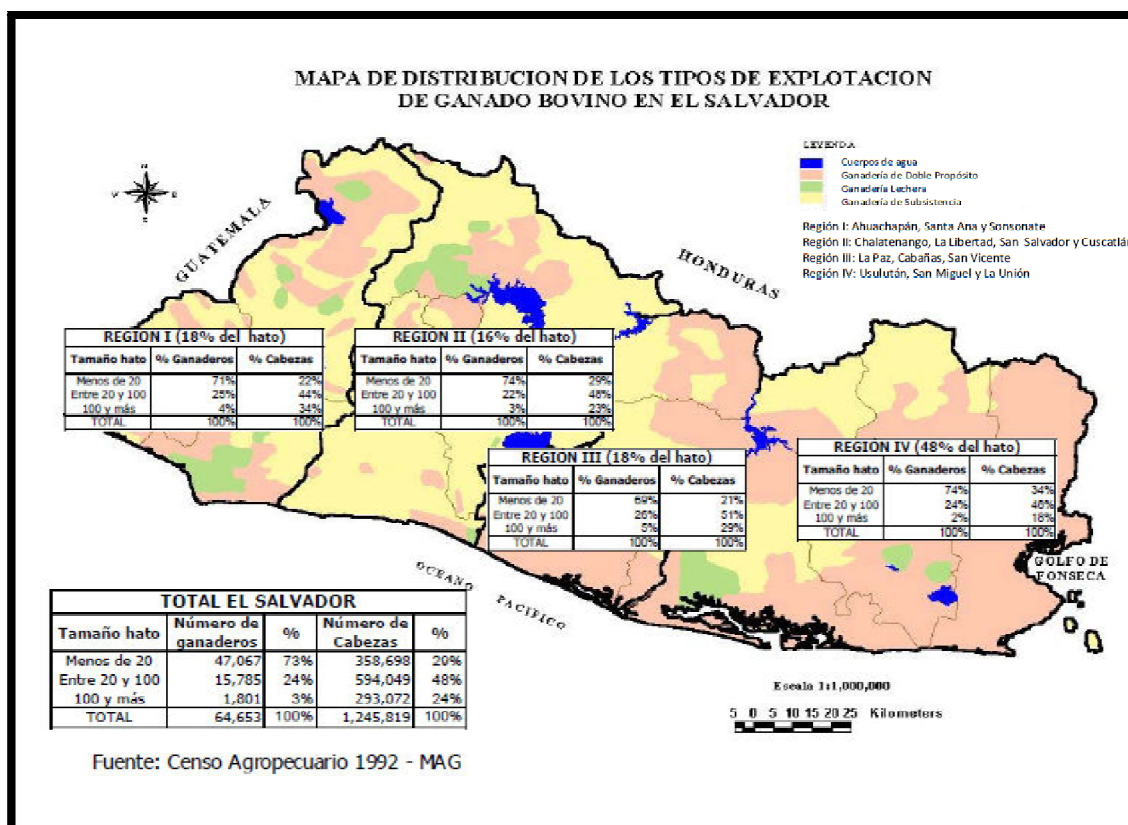 MAPA DE DISTRIBUCION DE LOS TIPOS DE EXPLOTACION
DE GANADO BOVINO EN EL SALVADOR
LEYENDA
Cuerpos de agua
Ganadería de Doble Propósito
Ganadería Lechera
Ganadería de Subsistencia
Región I: Ahuachapán, Santa Ana y Sonsonate
Región II: Chalatenango, La Libertad, San Salvador y Cuscatlán
Región III: La Paz, Cabañas, San Vicente
Región IV: Usulután, San Miguel y La Unión
N
W E
S
GUATEMALA
HONDURAS
REGION I (18% del hato)
Tamaño hato % Ganaderos % Cabezas
Menos de 20 71% 22%
Entre 20 y 100 25% 44%
100 y más 4% 34%
TOTAL 100% 100%
REGION II (16% del hato)
Tamaño hato % Ganaderos % Cabezas
Menos de 20 74% 29%
Entre 20 y 100 22% 48%
100 y más 3% 23%
TOTAL 100% 100%
REGION III (18% del hato)
Tamaño hato % Ganaderos % Cabezas
Menos de 20 69% 21%
Entre 20 y 100 26% 51%
100 y más 5% 29%
TOTAL 100% 100%
REGION IV (48% del hato)
Tamaño hato % Ganaderos % Cabezas
Menos de 20 74% 34%
Entre 20 y 100 24% 48%
100 y más 2% 18%
TOTAL 100% 100%
GOLFO DE
FONSECA
OCEANO
PACIFICO
TOTAL EL SALVADOR
Tamaño hato Número de ganaderos % Número de Cabezas %
Menos de 20 47,067 73% 358,698 29%
Entre 20 y 100 15,785 24% 594,049 48%
100 y más 1,801 3% 293,072 24%
TOTAL 64,653 100% 1,245,819 100%
Escala 1:1,000,000
5 0 5 10 15 20 25 Kilometers
Fuente: Censo Agropecuario 1992 - MAG